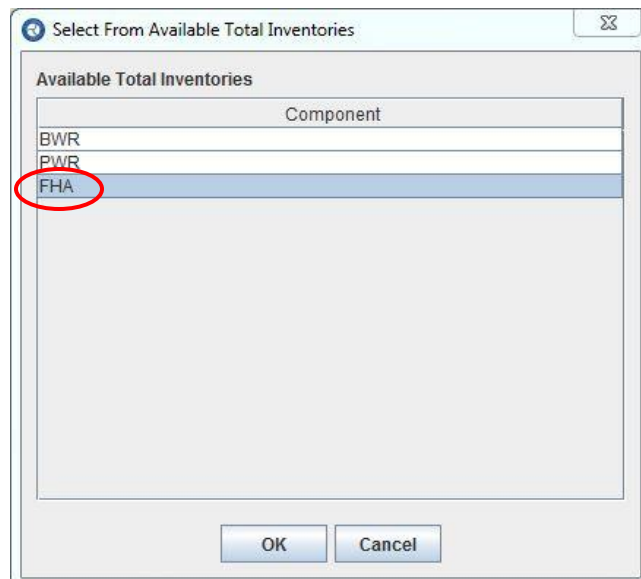 Select From Available Total Inventories
Available Total Inventories
Component
BWR
PWR
FHA
OK Cancel